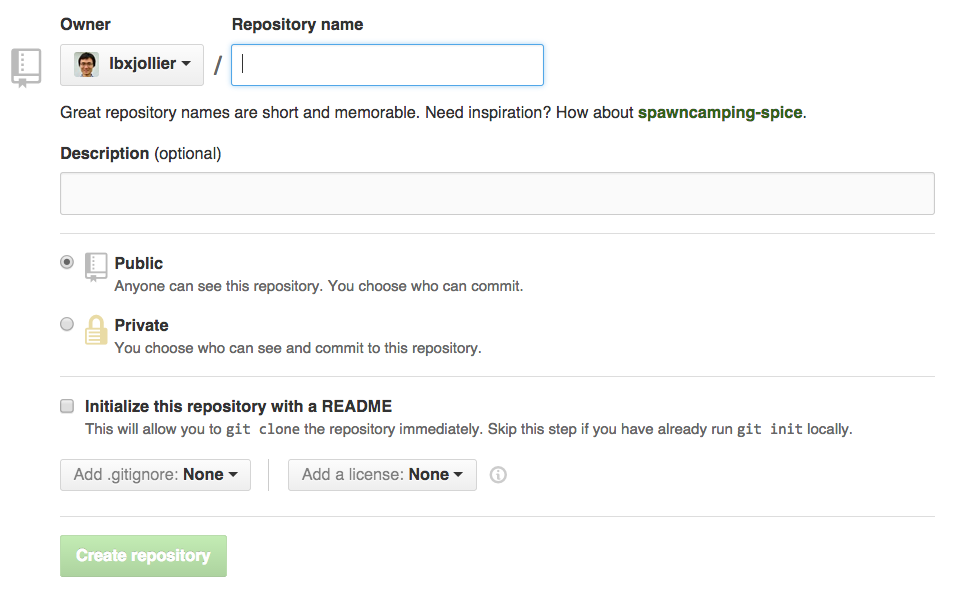 Owner Repository name
lbxjollier /
Great repository names are short and memorable. Need inspiration? How about spawncamping-spice.
Description (optional)
Public
Anyone can see this repository. You choose who can commit.
Private
You choose who can see and commit to this repository.
Initialize this repository with a README
This will allow you to git clone the repository immediately. Skip this step if you have already run git init locally.
Add .gitignore: None Add a license: None
Create repository